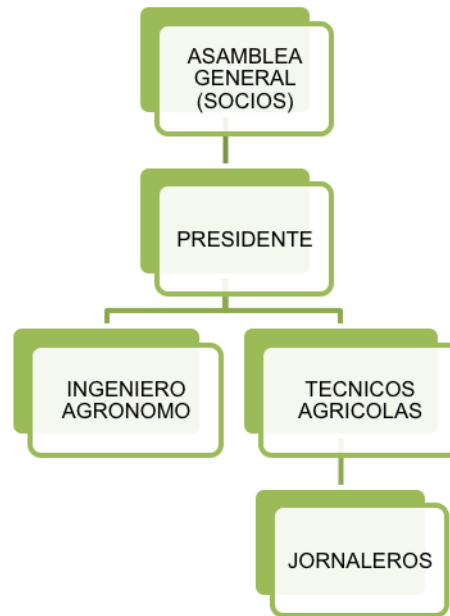 ASAMBLEA
GENERAL
(SOCIOS)
PRESIDENTE
INGENIERO
AGRONOMO
TECNICOS
AGRICOLAS
JORNALEROS